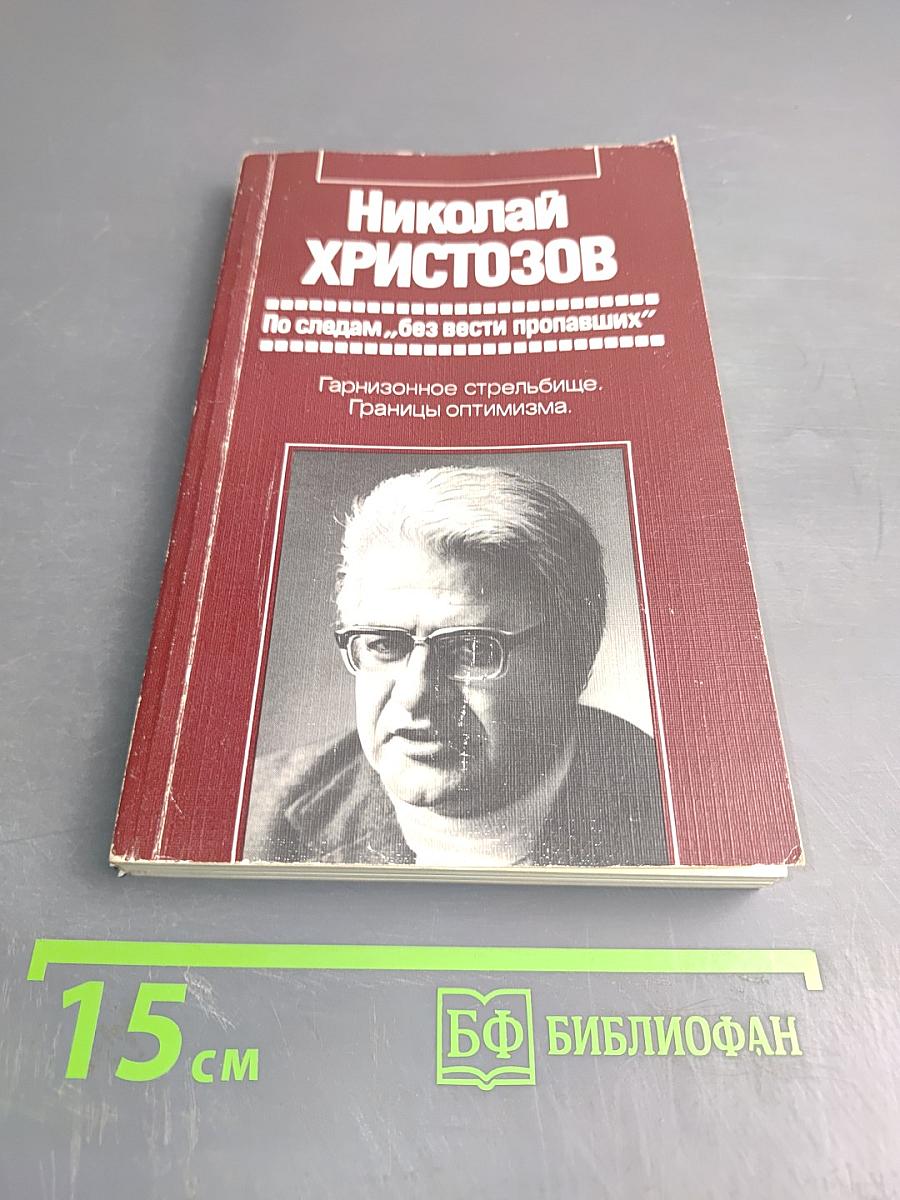 Николай
ХРИСТОЗОВ
По следам „без вести пропавших”
Гарнизонное стрельбище.
Границы оптимизма.
15 см
БФ БИБЛИОФАН